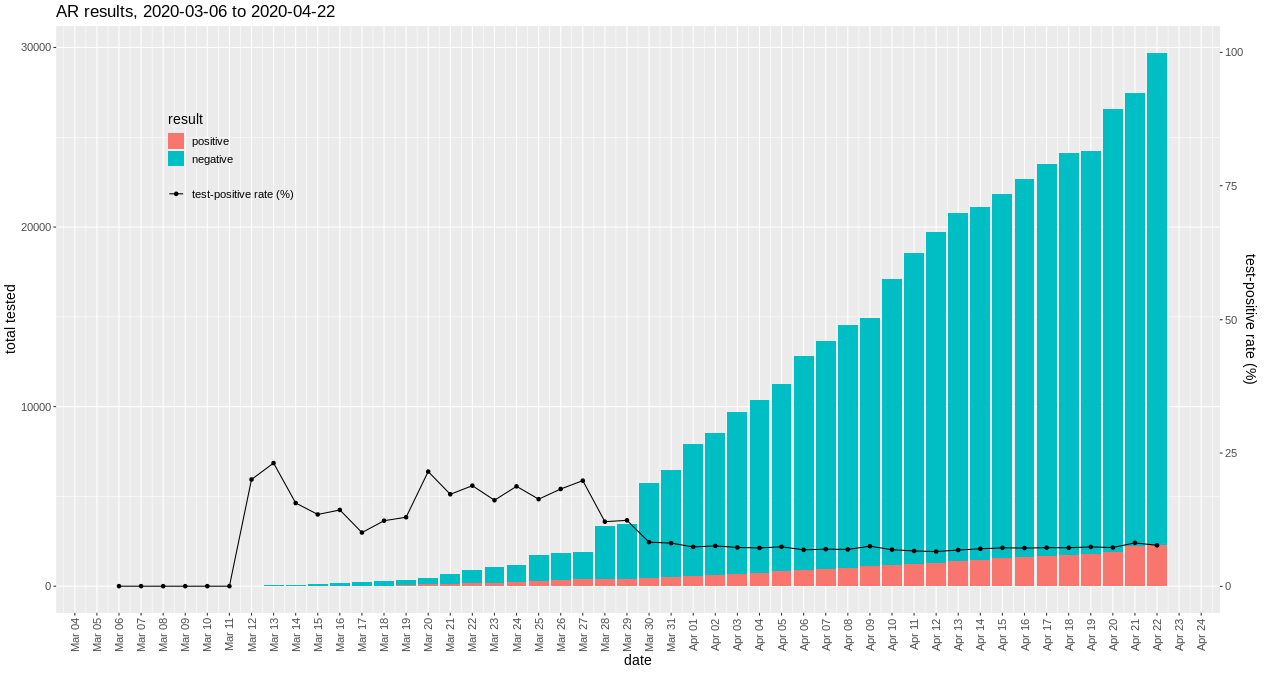 AR results, 2020-03-06 to 2020-04-22
30000
20000
10000
0
total tested
result
positive
negative
test-positive rate (%)
100
75
50
25
0
test-positive rate (%)
Mar 04
Mar 05
Mar 06
Mar 07
Mar 08
Mar 09
Mar 10
Mar 11
Mar 12
Mar 13
Mar 14
Mar 15
Mar 16
Mar 17
Mar 18
Mar 19
Mar 20
Mar 21
Mar 22
Mar 23
Mar 24
Mar 25
Mar 26
Mar 27
Mar 28
Mar 29
Mar 30
Mar 31
Apr 01
Apr 02
Apr 03
Apr 04
Apr 05
Apr 06
Apr 07
Apr 08
Apr 09
Apr 10
Apr 11
Apr 12
Apr 13
Apr 14
Apr 15
Apr 16
Apr 17
Apr 18
Apr 19
Apr 20
Apr 21
Apr 22
Apr 23
Apr 24
date